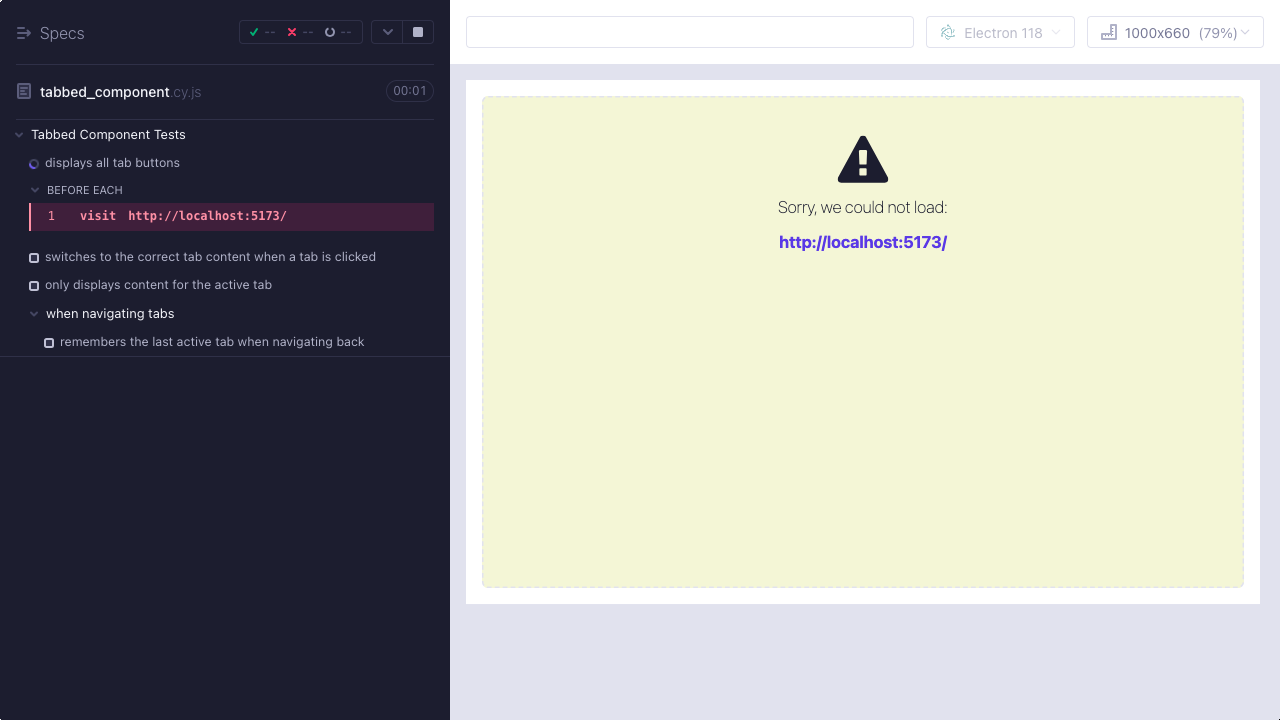 Specs
-- -- --
tabbed_component.cy.js
00:01
Tabbed Component Tests
displays all tab buttons
BEFORE EACH
1 visit http://localhost:5173/
switches to the correct tab content when a tab is clicked
only displays content for the active tab
when navigating tabs
remembers the last active tab when navigating back
Electron 118
1000x660 (79%)
Sorry, we could not load:
http://localhost:5173/